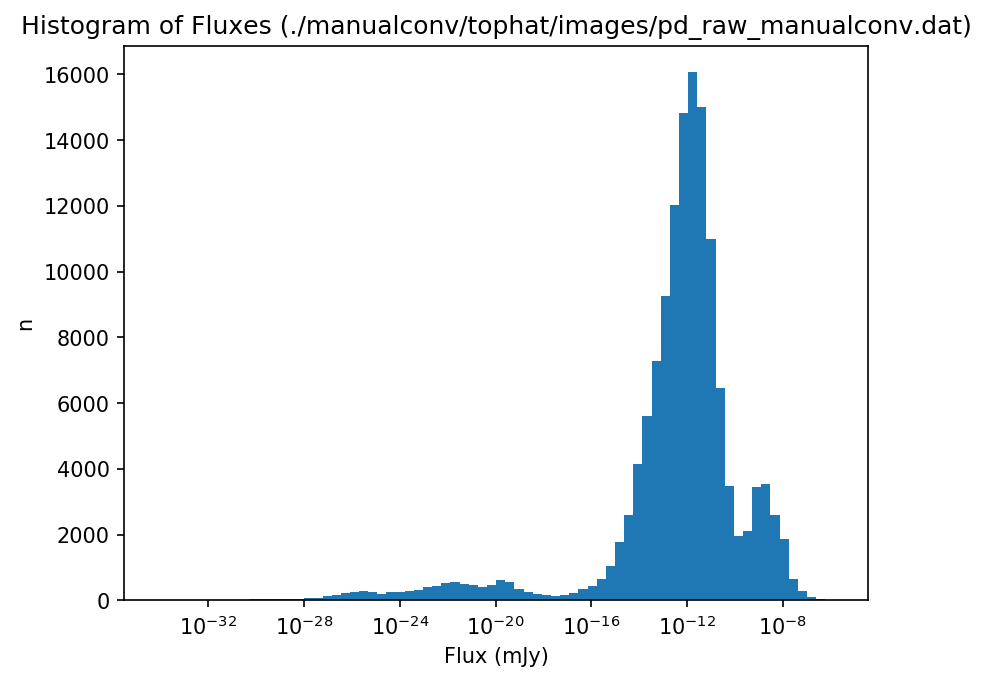 Histogram of Fluxes (./manualconv/tophat/images/pd_raw_manualconv.dat)
16000
14000
12000
10000
8000
6000
4000
2000
0
n
10⁻³² 10⁻²⁸ 10⁻²⁴ 10⁻²⁰ 10⁻¹⁶ 10⁻¹² 10⁻⁸
Flux (mJy)